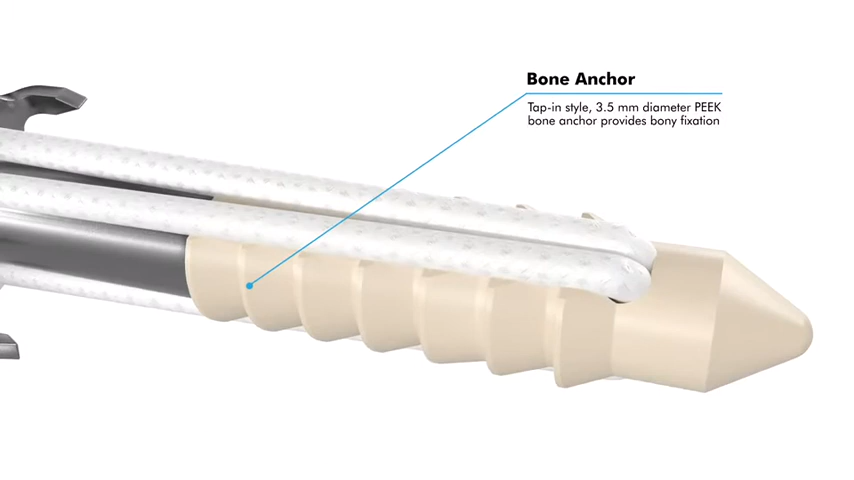 Bone Anchor
Tap-in style, 3.5 mm diameter PEEK
bone anchor provides bony fixation